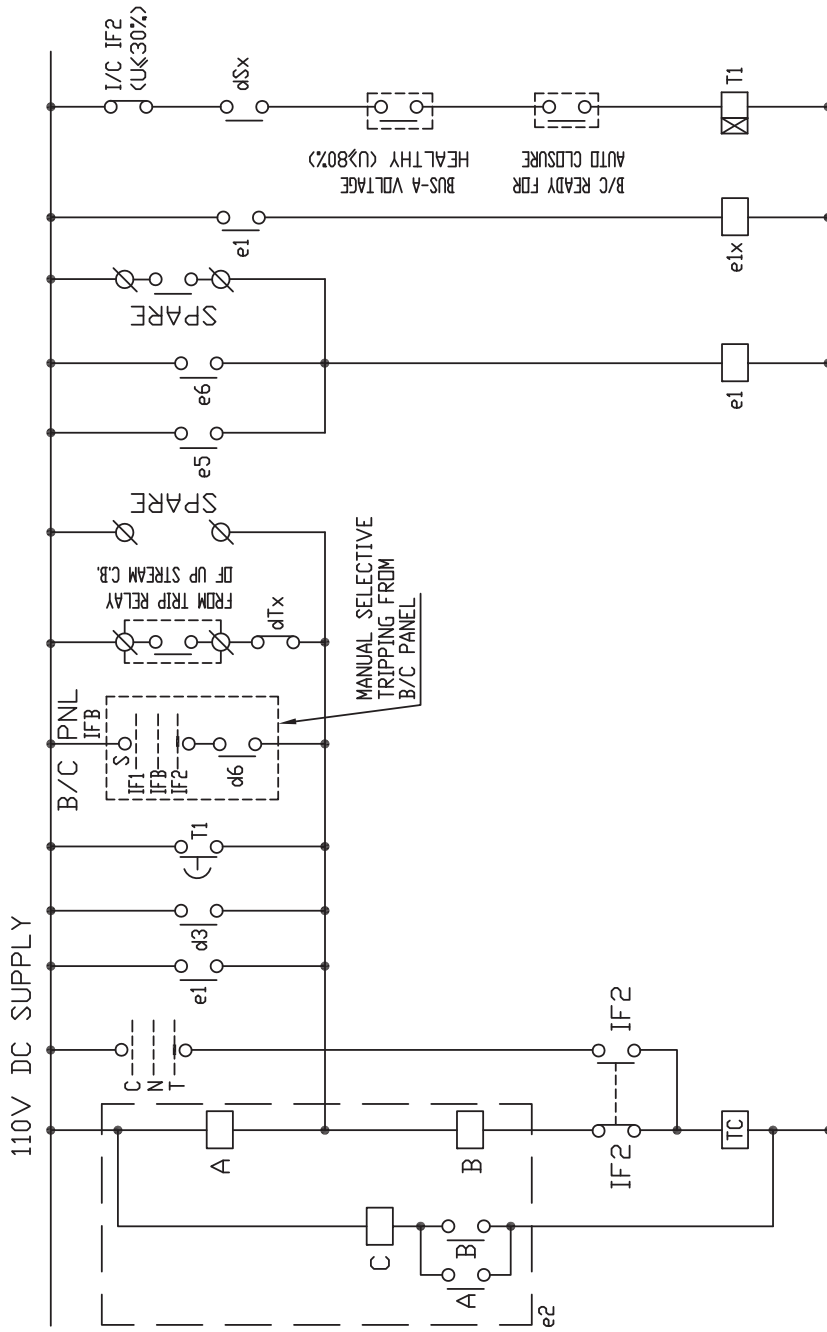 110V DC SUPPLY
I/C IF2
(U≤30%)
dSx
BUS-A VOLTAGE
HEALTHY (U≥80%)
B/C READY FOR
AUTO CLOSURE
T1
e1
e1x
SPARE
e6
e5
e1
SPARE
FROM TRIP RELAY
OF UP STREAM C.B.
dTx
MANUAL SELECTIVE
TRIPPING FROM
B/C PANEL
B/C PNL
IFB
S
IF1
IFB
IF2
d6
T1
d3
e1
C
N
T
IF2
IF2
A
B
TC
C
B
A
e2